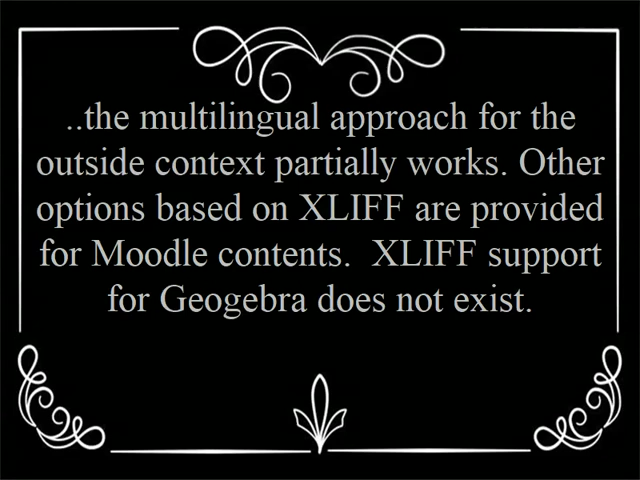 ..the multilingual approach for the
outside context partially works. Other
options based on XLIFF are provided
for Moodle contents.  XLIFF support
for Geogebra does not exist.